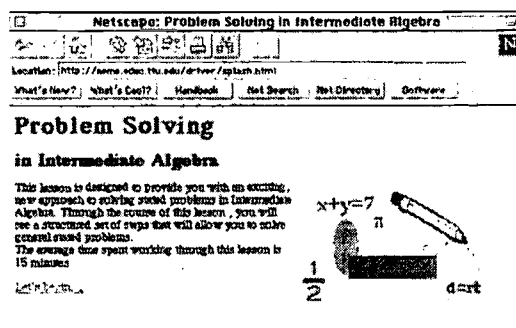 Netscape: Problem Solving in Intermediate Algebra
N
Location: http://
What's New? What's Cool? Handbook Net Search Net Directory Software
Problem Solving
in Intermediate Algebra
This lesson is designed to provide you with an exciting,
new approach to solving stated problems in Intermediate
Algebra. Through the course of this lesson, you will
see a structured set of steps that will allow you to solve
general stated problems.
The average time spent working through this lesson is
15 minutes
x+y=7
π
1
2
d=rt